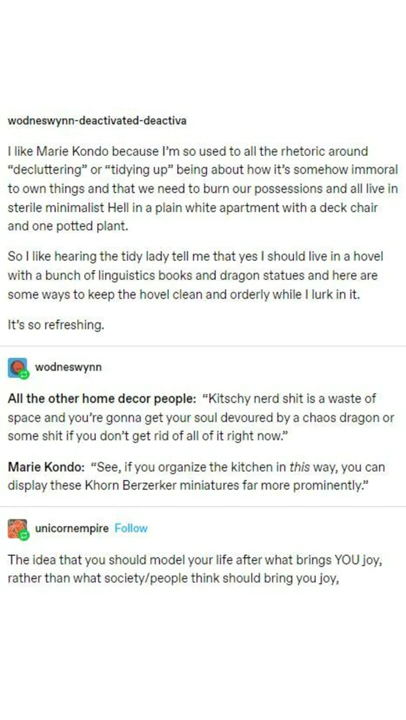 wodneswynn-deactivated-deactiva
I like Marie Kondo because I'm so used to all the rhetoric around
"decluttering" or "tidying up" being about how it's somehow immoral
to own things and that we need to burn our possessions and all live in
sterile minimalist Hell in a plain white apartment with a deck chair
and one potted plant.
So I like hearing the tidy lady tell me that yes I should live in a hovel
with a bunch of linguistics books and dragon statues and here are
some ways to keep the hovel clean and orderly while I lurk in it.
It's so refreshing.
wodneswynn
All the other home decor people: "Kitschy nerd shit is a waste of
space and you're gonna get your soul devoured by a chaos dragon or
some shit if you don't get rid of all of it right now."
Marie Kondo: "See, if you organize the kitchen in this way, you can
display these Khorn Berzerker miniatures far more prominently."
unicornempire Follow
The idea that you should model your life after what brings YOU joy,
rather than what society/people think should bring you joy,